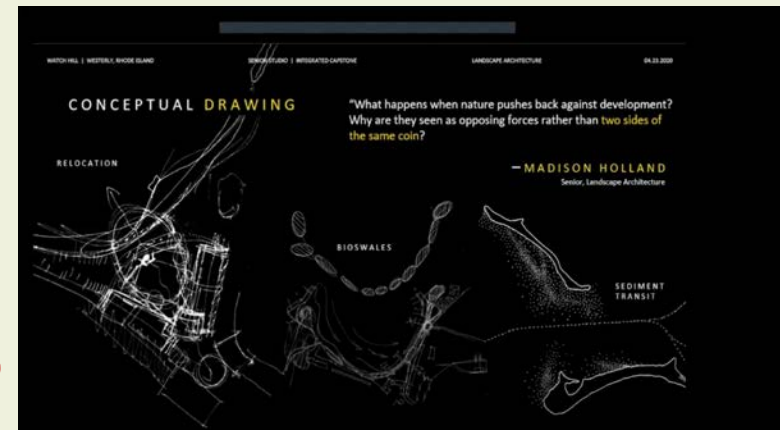 WATCH HILL | WESTERLY, RHODE ISLAND
SENIOR STUDIO | INTEGRATED CAPSTONE
LANDSCAPE ARCHITECTURE
04.23.2020
CONCEPTUAL DRAWING
"What happens when nature pushes back against development?
Why are they seen as opposing forces rather than two sides of
the same coin?
— MADISON HOLLAND
Senior, Landscape Architecture
RELOCATION
BIOSWALES
SEDIMENT
TRANSIT